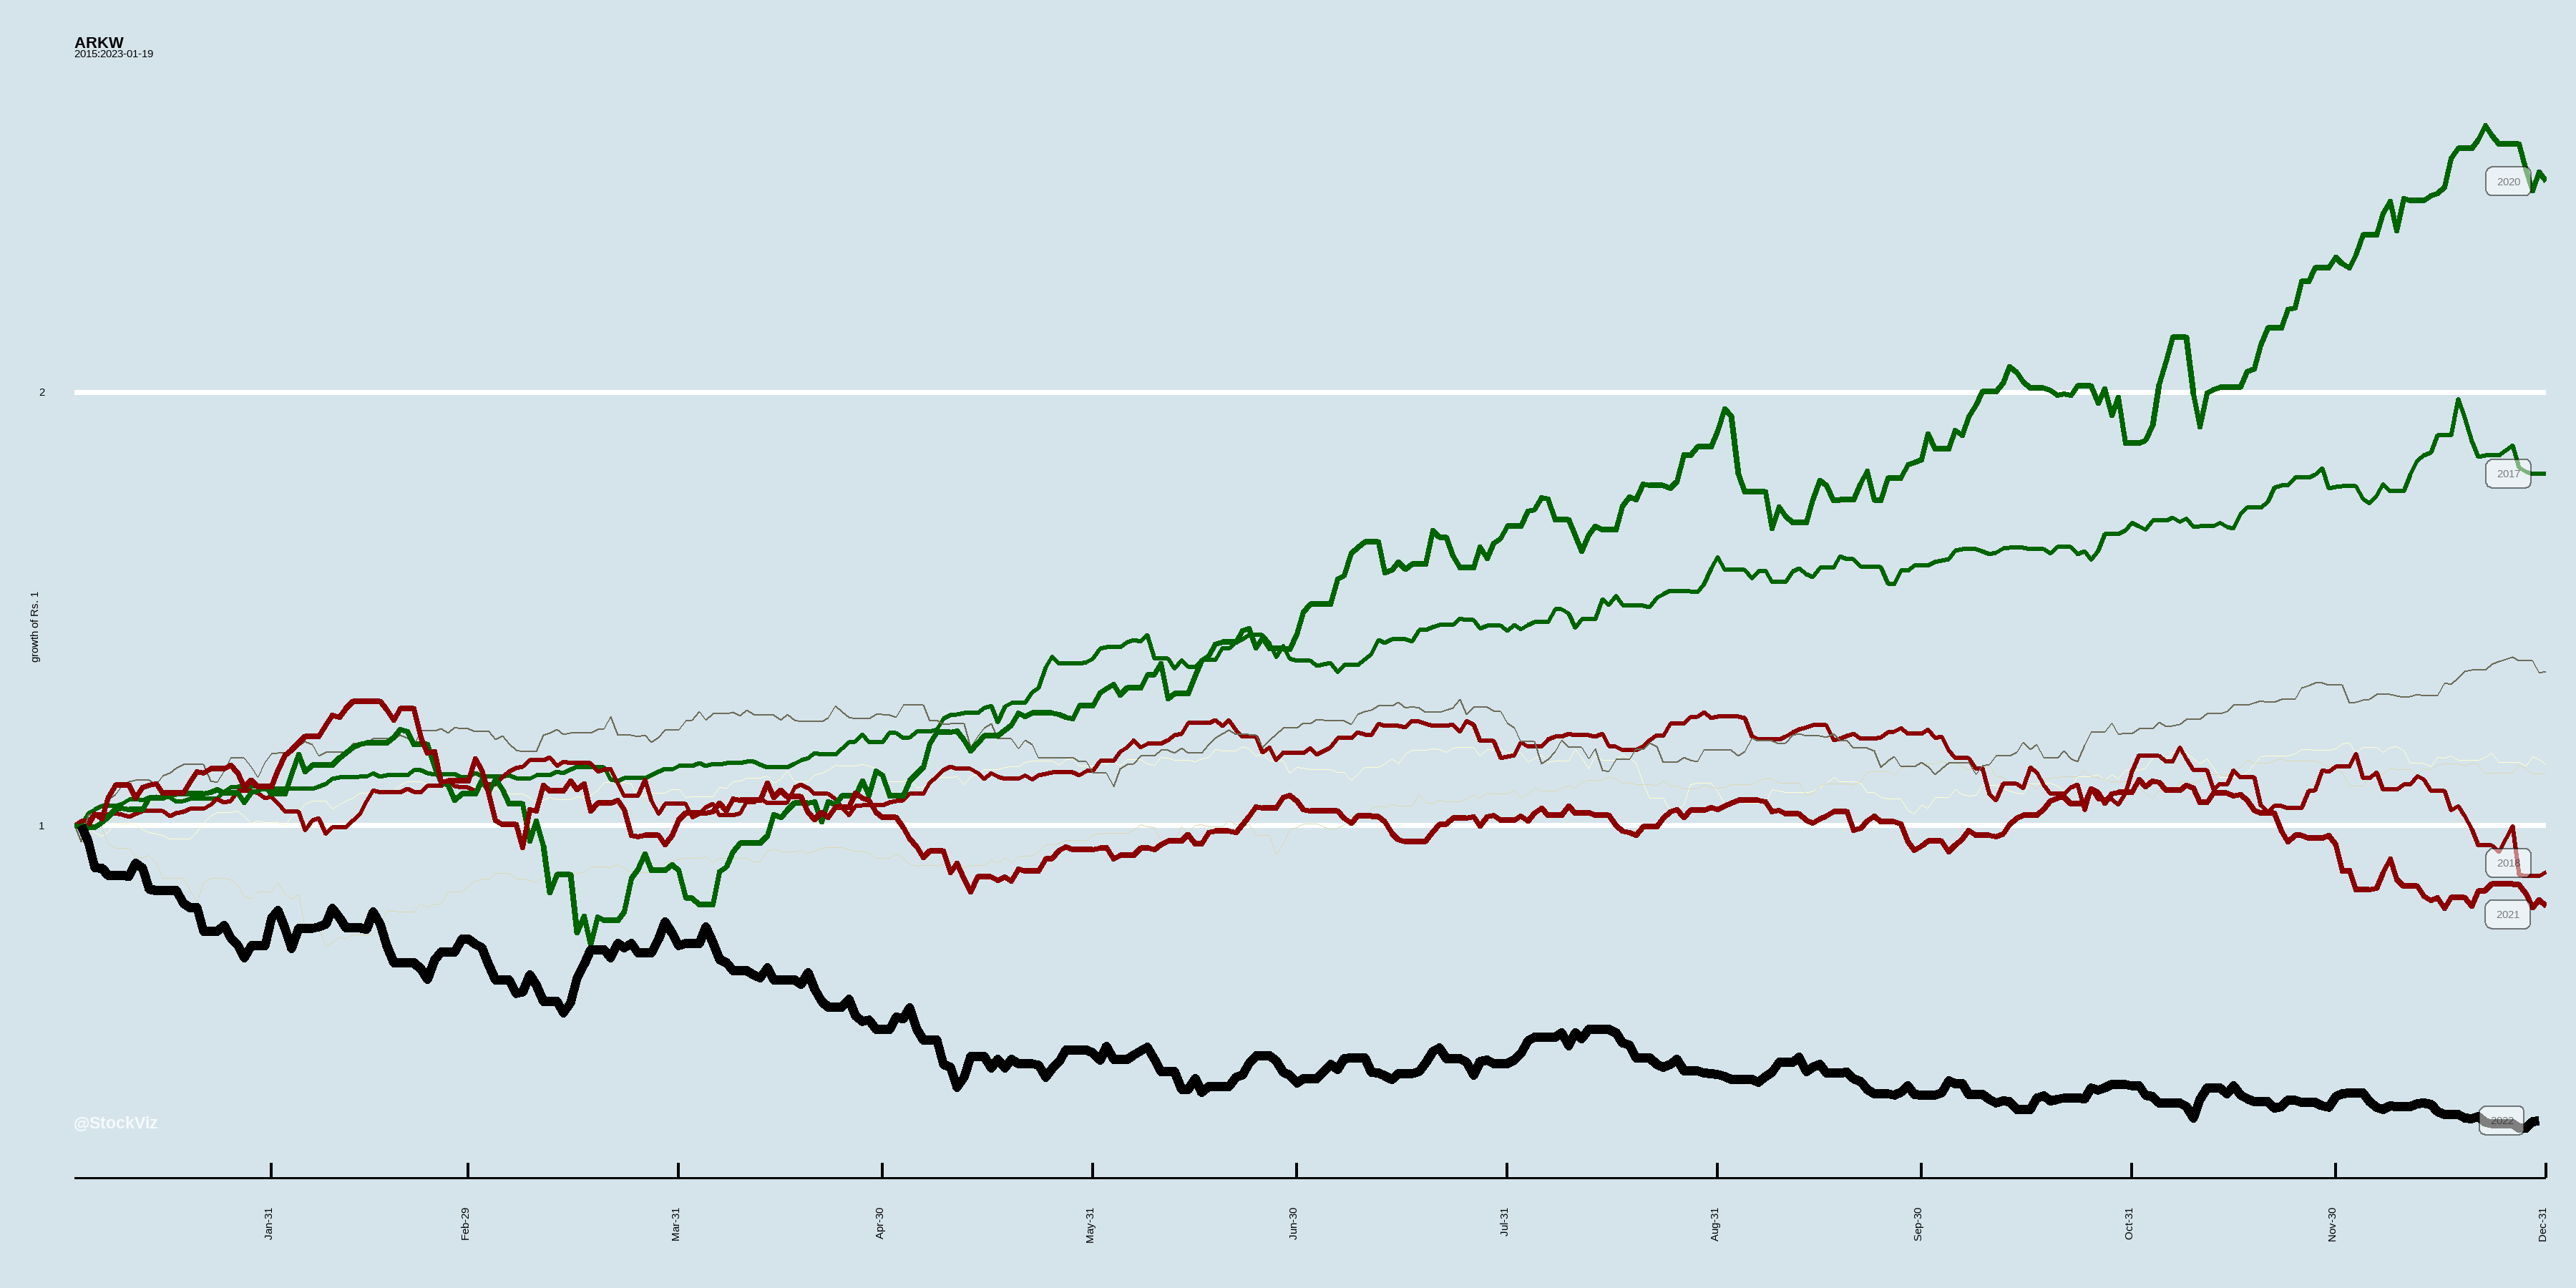 ARKW
2015:2023-01-19
2020
2
2017
growth of Rs. 1
1
2018
2021
@StockViz
2022
Jan-31
Feb-29
Mar-31
Apr-30
May-31
Jun-30
Jul-31
Aug-31
Sep-30
Oct-31
Nov-30
Dec-31